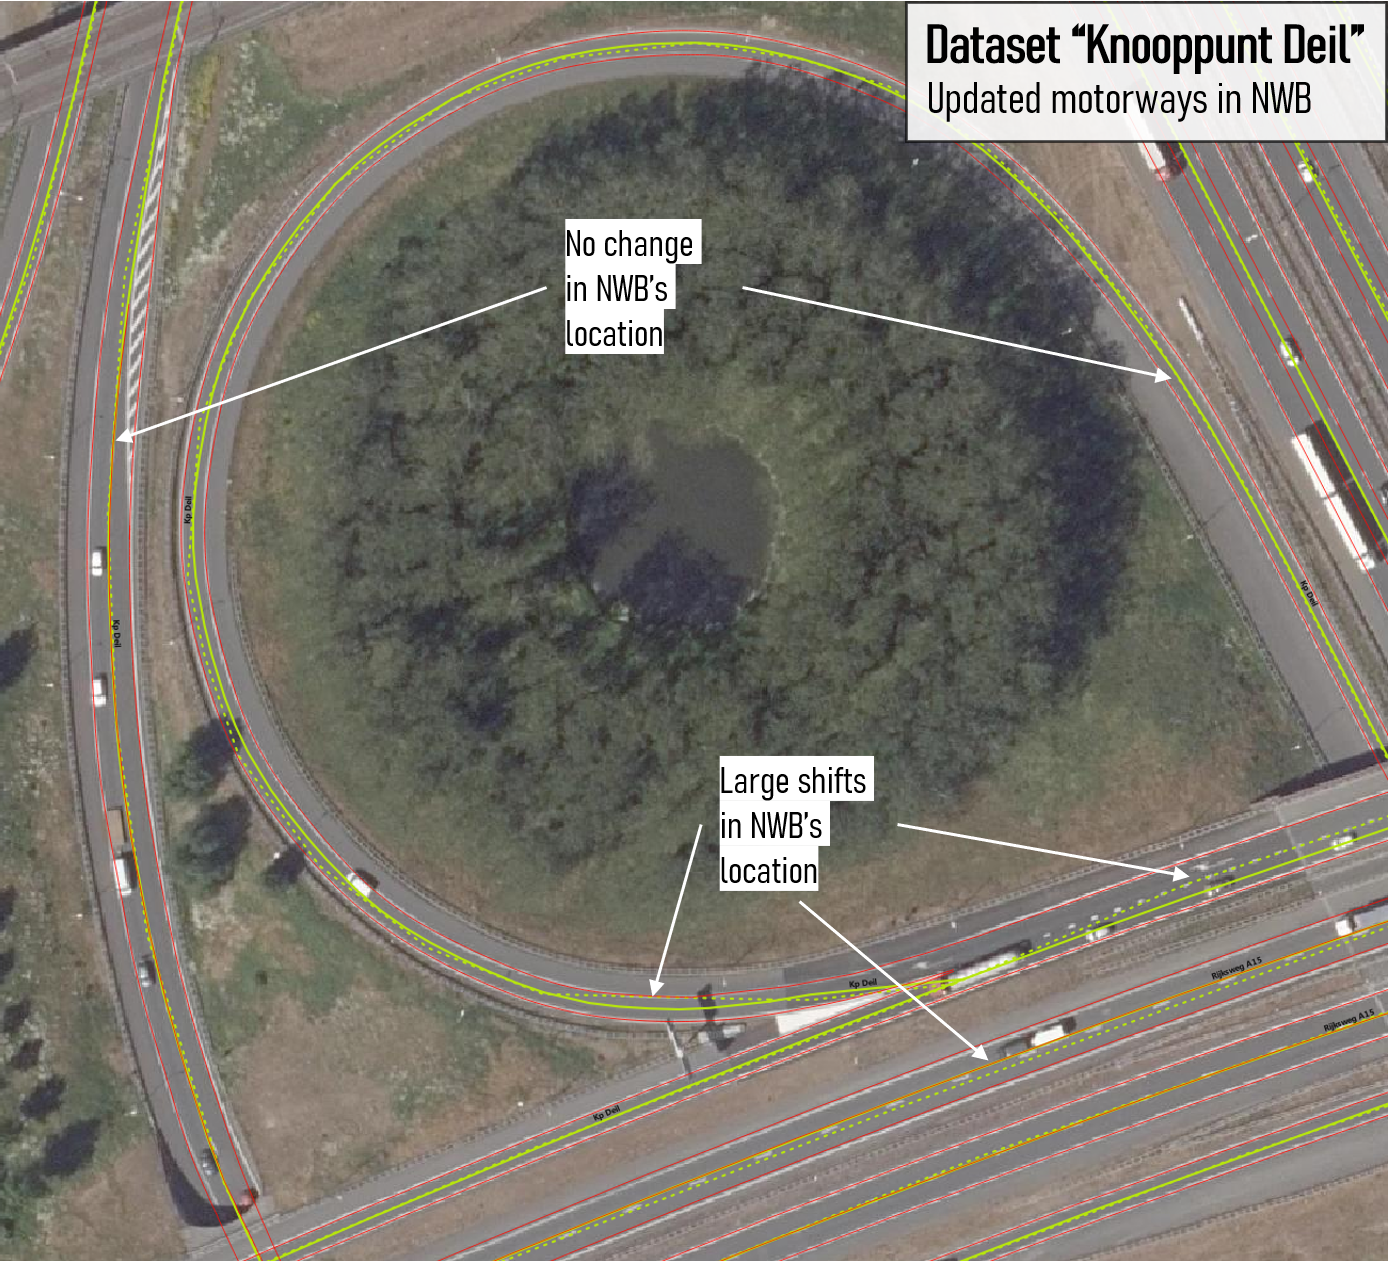 Dataset “Knooppunt Deil”
Updated motorways in NWB
No change
in NWB’s
location
Kp Deil
Kp Deil
Kp Deil
Large shifts
in NWB’s
location
Kp Deil
Rijksweg A15
Rijksweg A15
Kp Deil